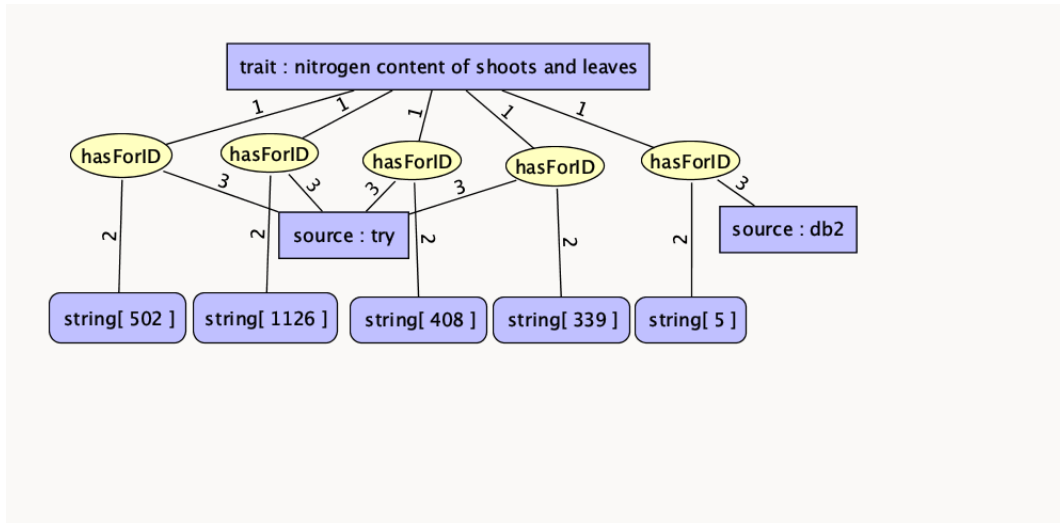 trait : nitrogen content of shoots and leaves
1
1
1
1
1
hasForID
hasForID
hasForID
hasForID
hasForID
3
3
3
3
3
2
2
2
2
2
source : try
source : db2
string[ 502 ]
string[ 1126 ]
string[ 408 ]
string[ 339 ]
string[ 5 ]